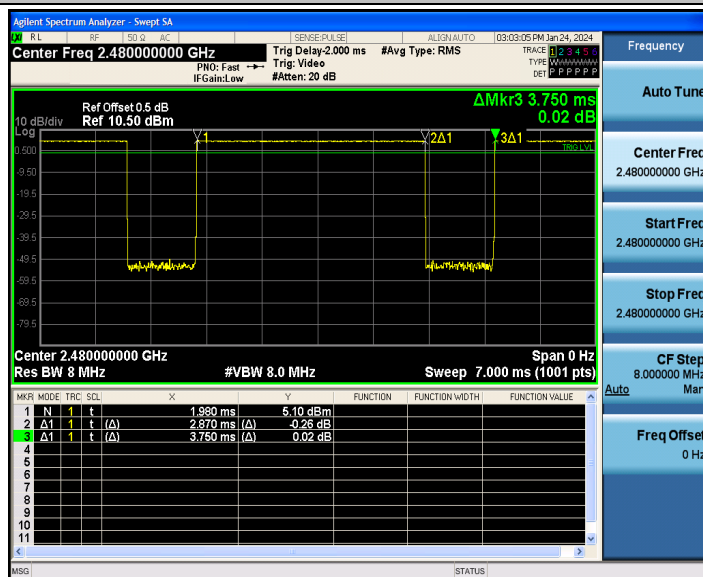 Agilent Spectrum Analyzer - Swept SA
LXI RL RF 50 Ω AC SENSE:PULSE ALIGN AUTO 03:03:05 PM Jan 24, 2024
Center Freq 2.480000000 GHz
PNO: Fast
IFGain:Low
Trig Delay-2.000 ms
Trig: Video
#Atten: 20 dB
#Avg Type: RMS
TRACE 1 2 3 4 5 6
TYPE WWWWWW
DET P P P P P P
ΔMkr3 3.750 ms
0.02 dB
Ref Offset 0.5 dB
10 dB/div Ref 10.50 dBm
Log
1 2Δ1 3Δ1
TRIG LVL
0.500
-9.50
-19.5
-29.5
-39.5
-49.5
-59.5
-69.5
-79.5
Center 2.480000000 GHz Span 0 Hz
Res BW 8 MHz #VBW 8.0 MHz Sweep 7.000 ms (1001 pts)
MKR MODE TRC SCL X Y FUNCTION FUNCTION WIDTH FUNCTION VALUE
1 N 1 t 1.980 ms 5.10 dBm
2 Δ1 1 t (Δ) 2.870 ms (Δ) -0.26 dB
3 Δ1 1 t (Δ) 3.750 ms (Δ) 0.02 dB
4
5
6
7
8
9
10
11
MSG STATUS
Frequency
Auto Tune
Center Freq
2.480000000 GHz
Start Freq
2.480000000 GHz
Stop Freq
2.480000000 GHz
CF Step
8.000000 MHz
Auto Man
Freq Offset
0 Hz